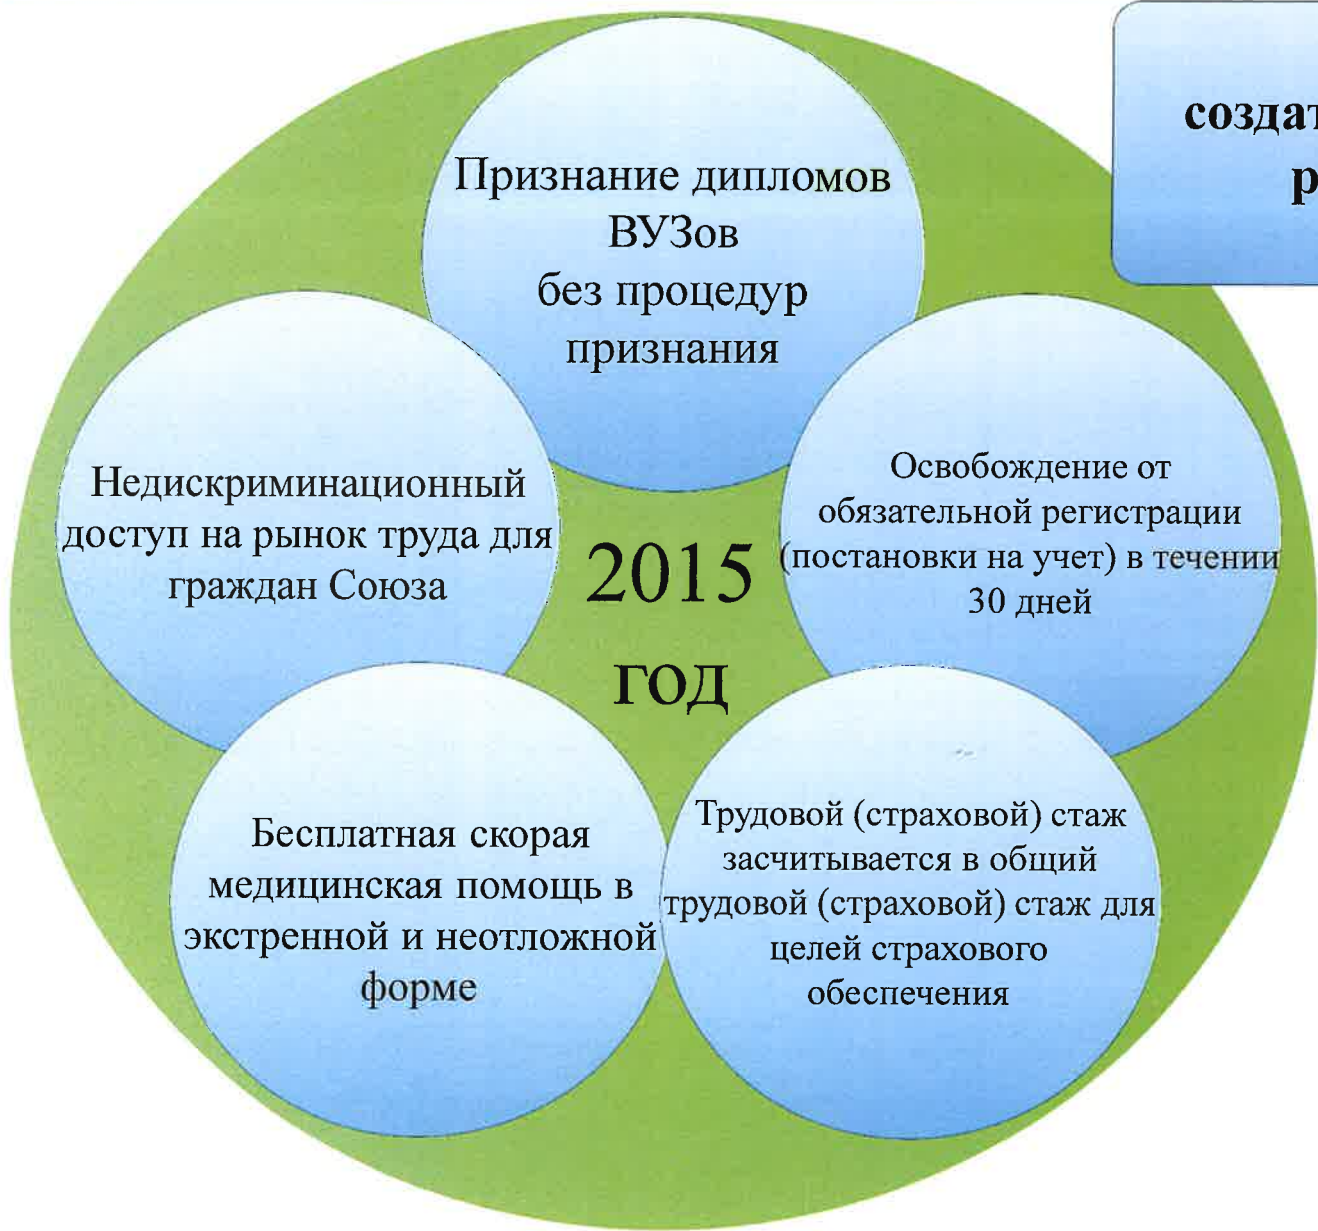 Признание дипломов
ВУЗов
без процедур
признания
Недискриминационный
доступ на рынок труда для
граждан Союза
2015
год
Освобождение от
обязательной регистрации
(постановки на учет) в течении
30 дней
Бесплатная скорая
медицинская помощь в
экстренной и неотложной
форме
Трудовой (страховой) стаж
засчитывается в общий
трудовой (страховой) стаж для
целей страхового
обеспечения